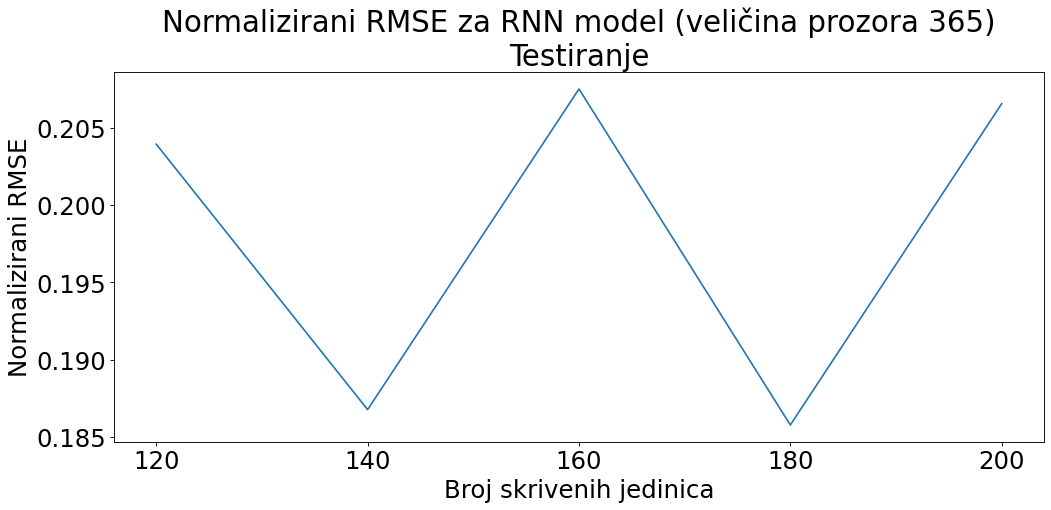 Normalizirani RMSE za RNN model (veličina prozora 365)
Testiranje
Normalizirani RMSE
0.205
0.200
0.195
0.190
0.185
120 140 160 180 200
Broj skrivenih jedinica